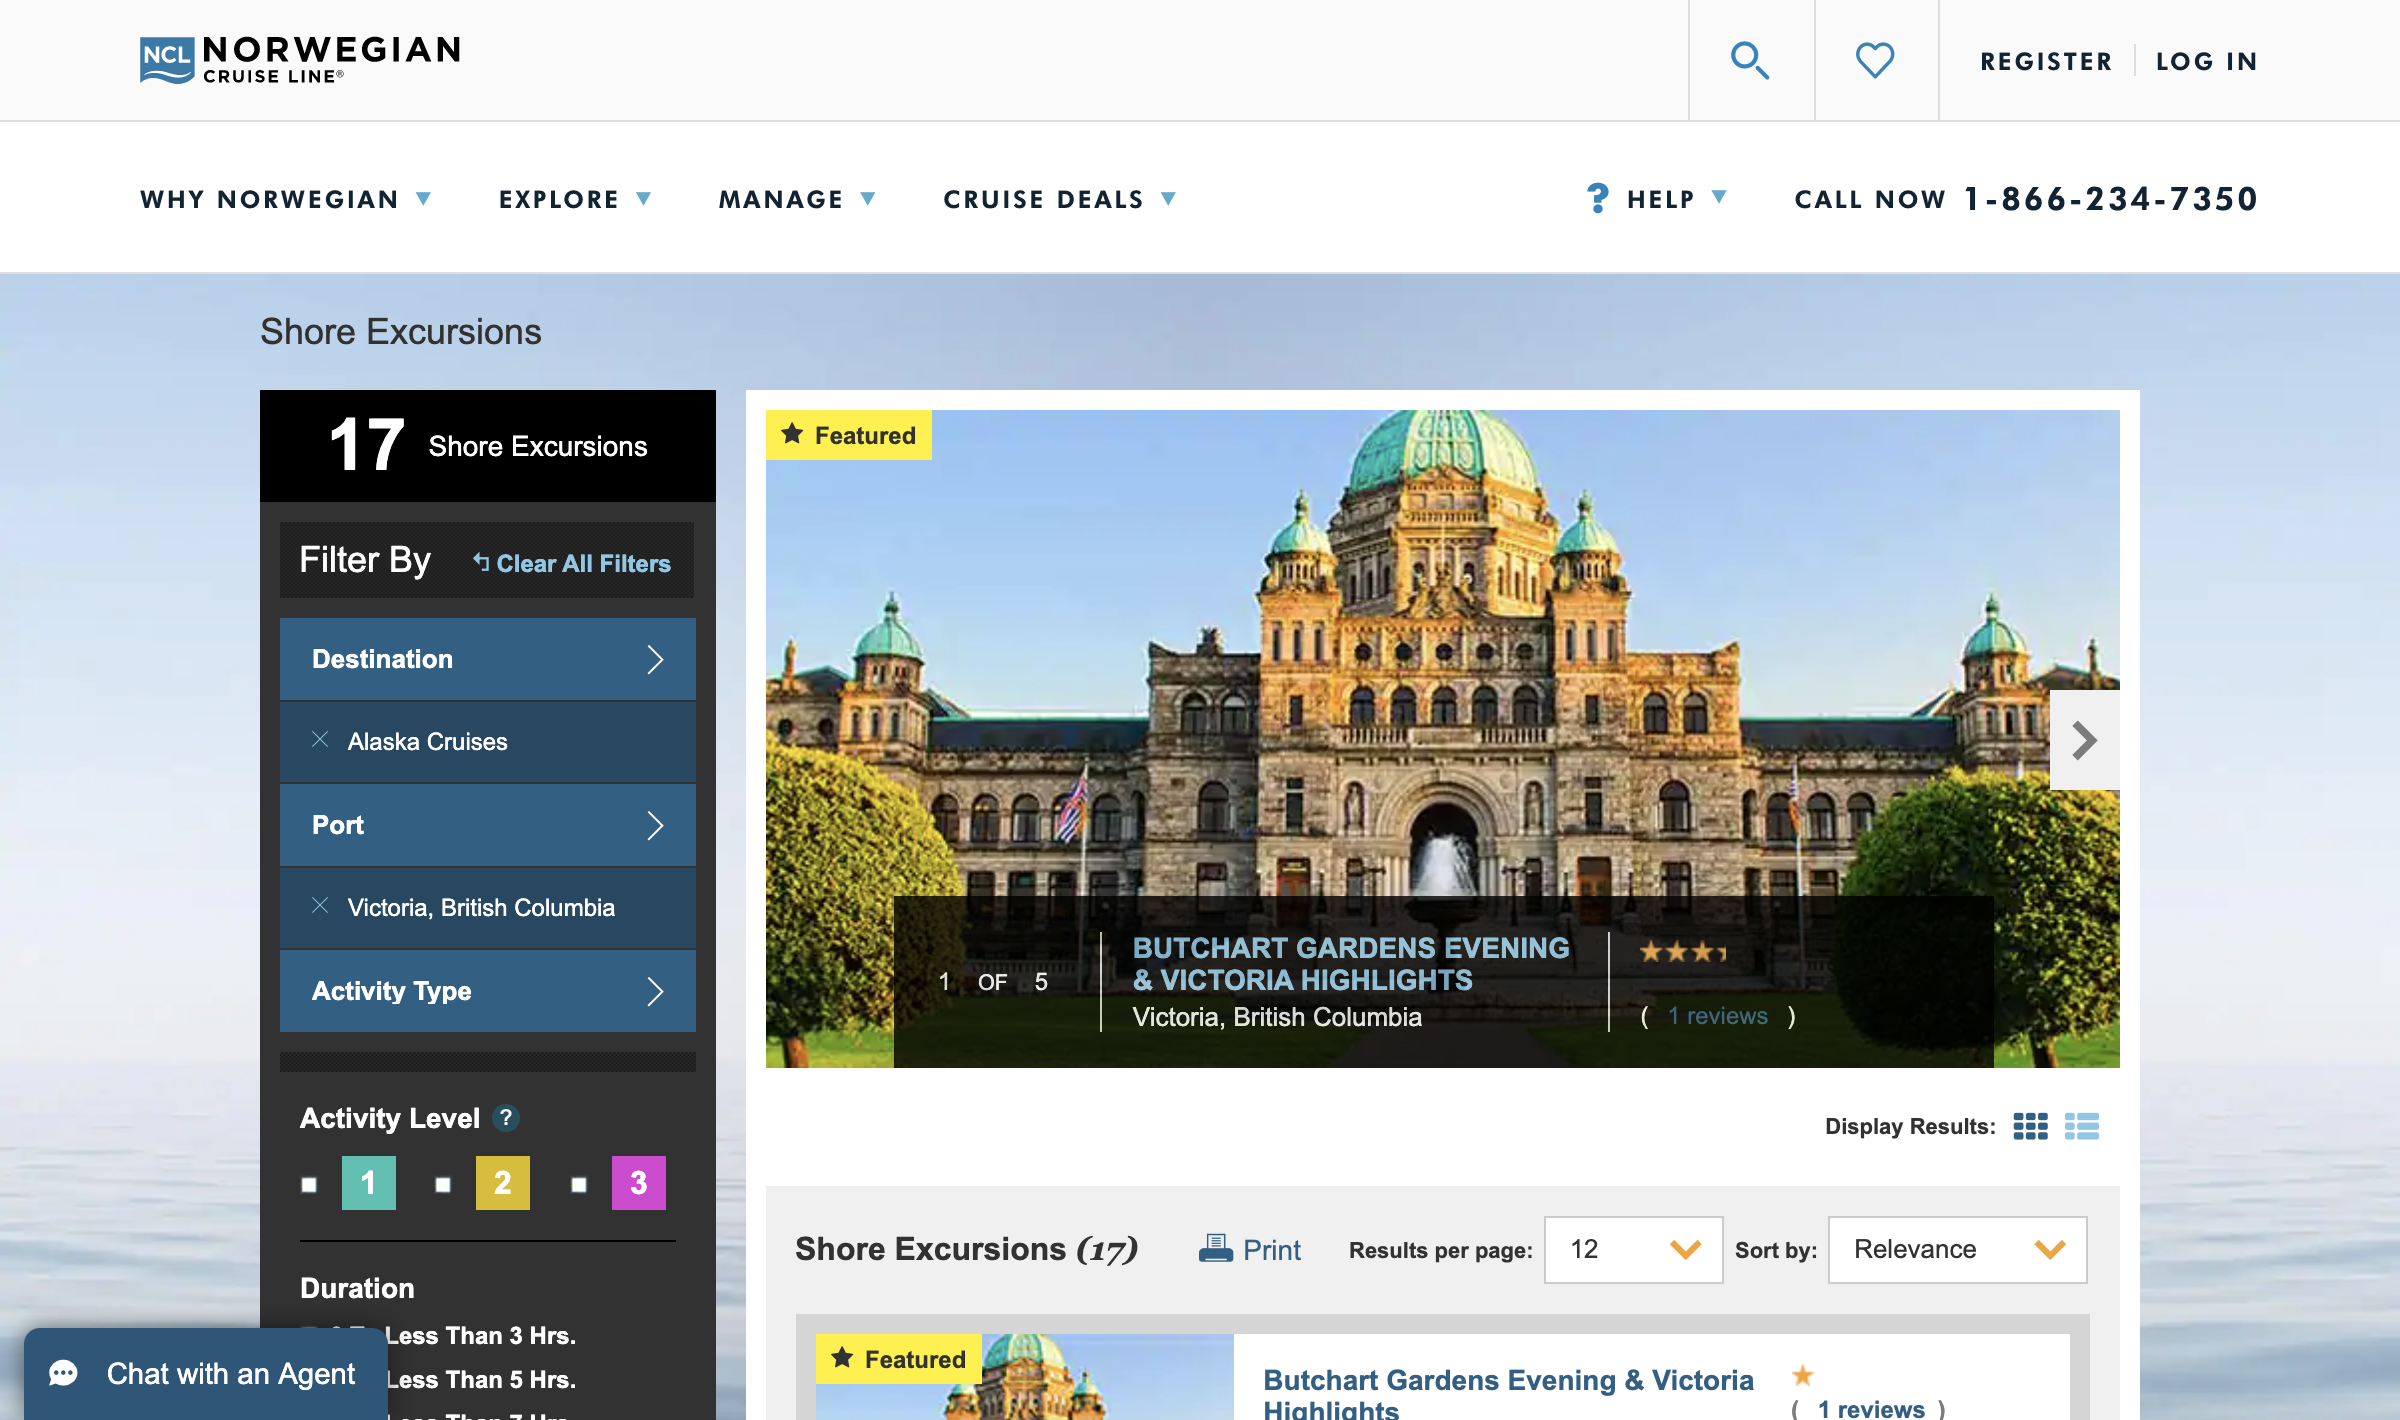 NCL NORWEGIAN
CRUISE LINE®
REGISTER
LOG IN
WHY NORWEGIAN
EXPLORE
MANAGE
CRUISE DEALS
? HELP
CALL NOW 1-866-234-7350
Shore Excursions
17 Shore Excursions
Filter By
Clear All Filters
Destination
Alaska Cruises
Port
Victoria, British Columbia
Activity Type
Activity Level ?
1 2 3
Duration
Less Than 3 Hrs.
Less Than 5 Hrs.
Chat with an Agent
Featured
1 OF 5
BUTCHART GARDENS EVENING
& VICTORIA HIGHLIGHTS
Victoria, British Columbia
( 1 reviews )
Display Results:
Shore Excursions (17)
Print
Results per page: 12
Sort by: Relevance
Featured
Butchart Gardens Evening & Victoria
Highlights
( 1 reviews )